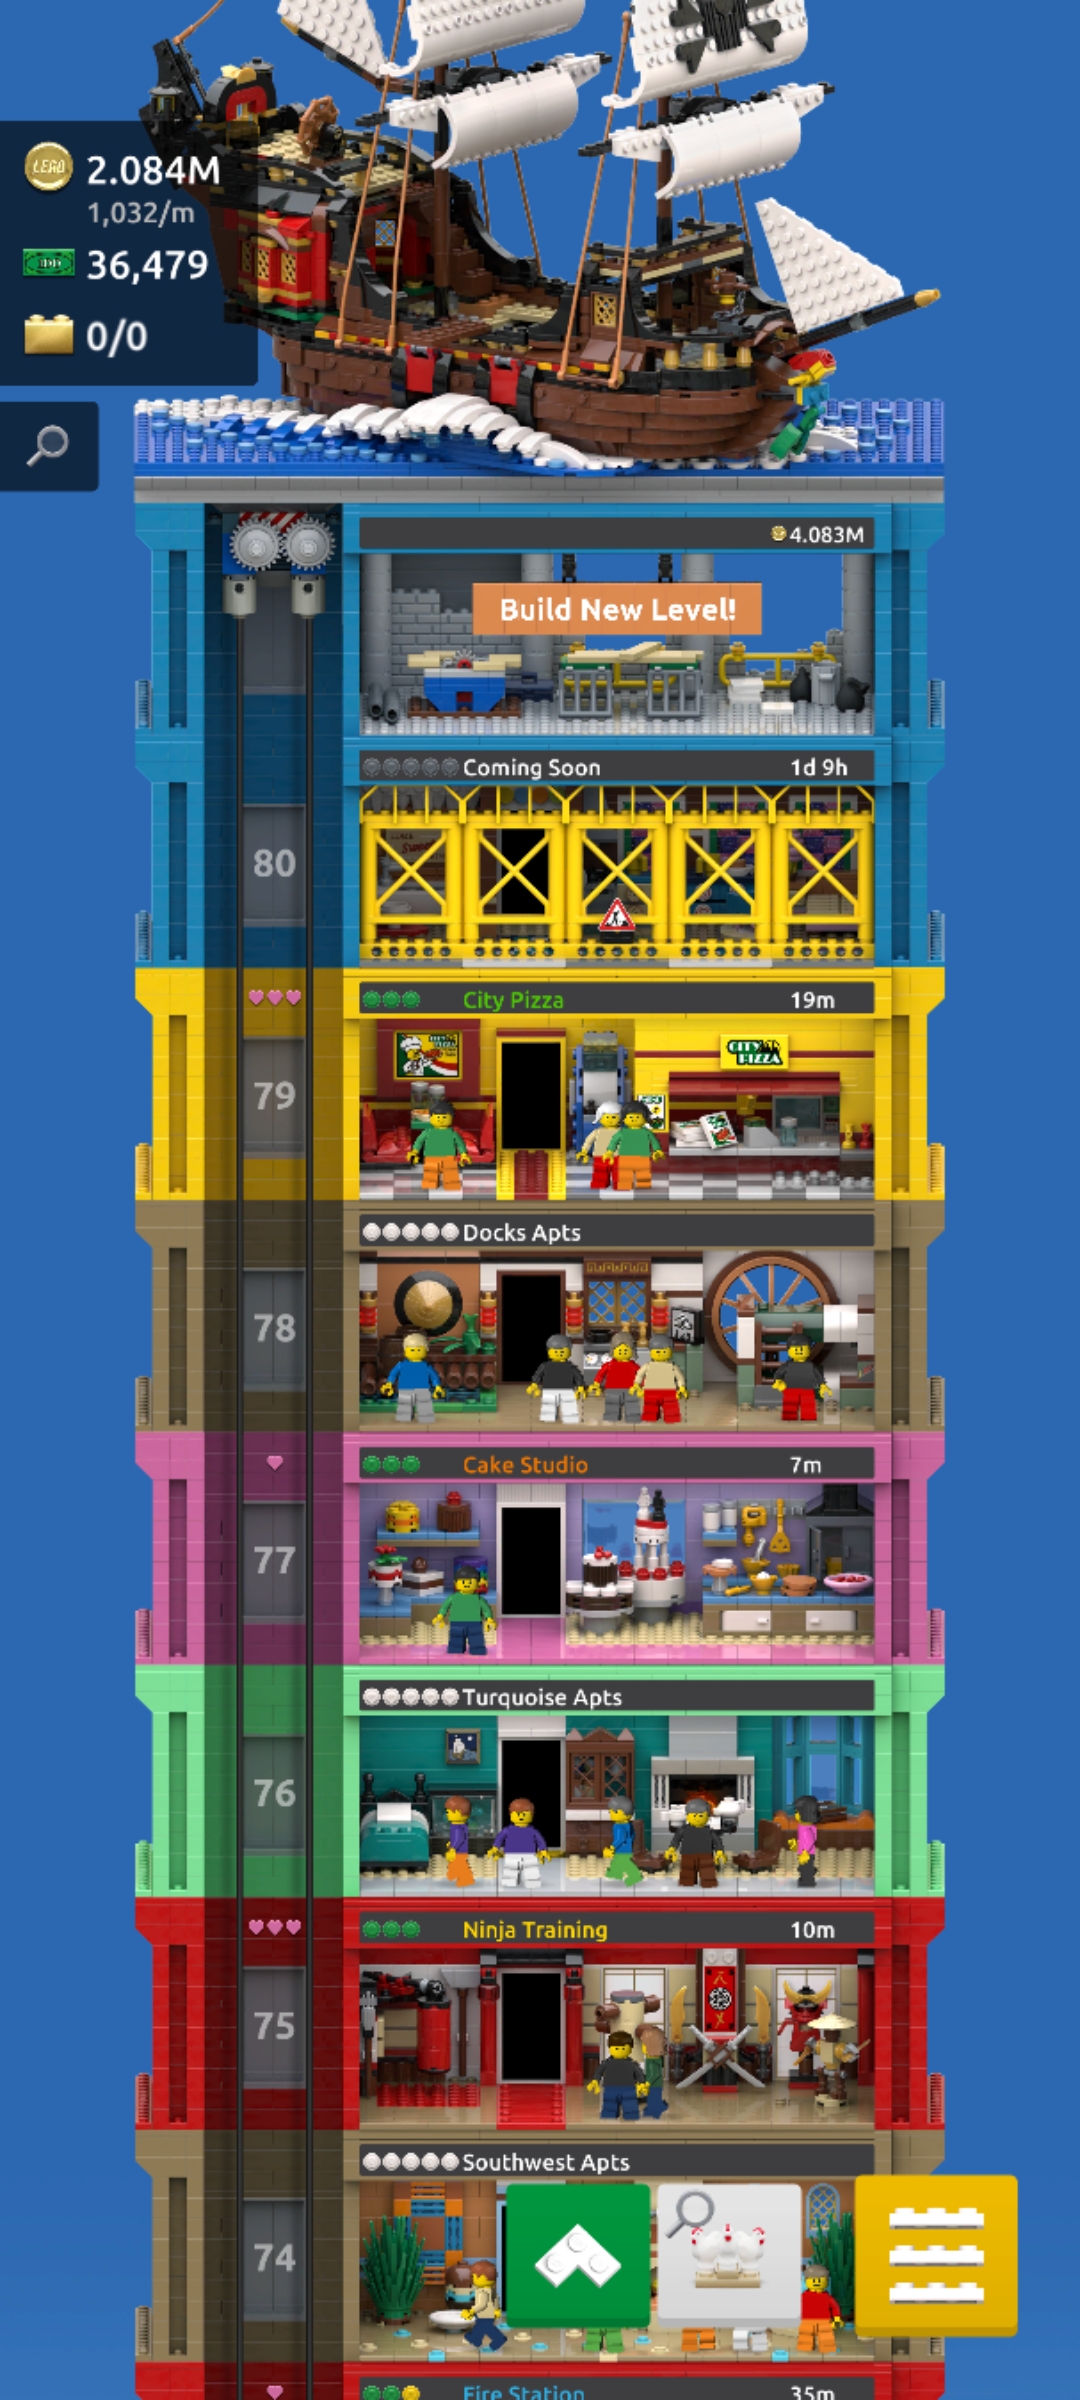 LEGO
2.084M
1,032/m
36,479
0/0
4.083M
Build New Level!
Coming Soon
1d 9h
80
City Pizza
19m
CITY
PIZZA
79
Docks Apts
78
Cake Studio
7m
77
Turquoise Apts
76
Ninja Training
10m
75
Southwest Apts
74
Fire Station
35m